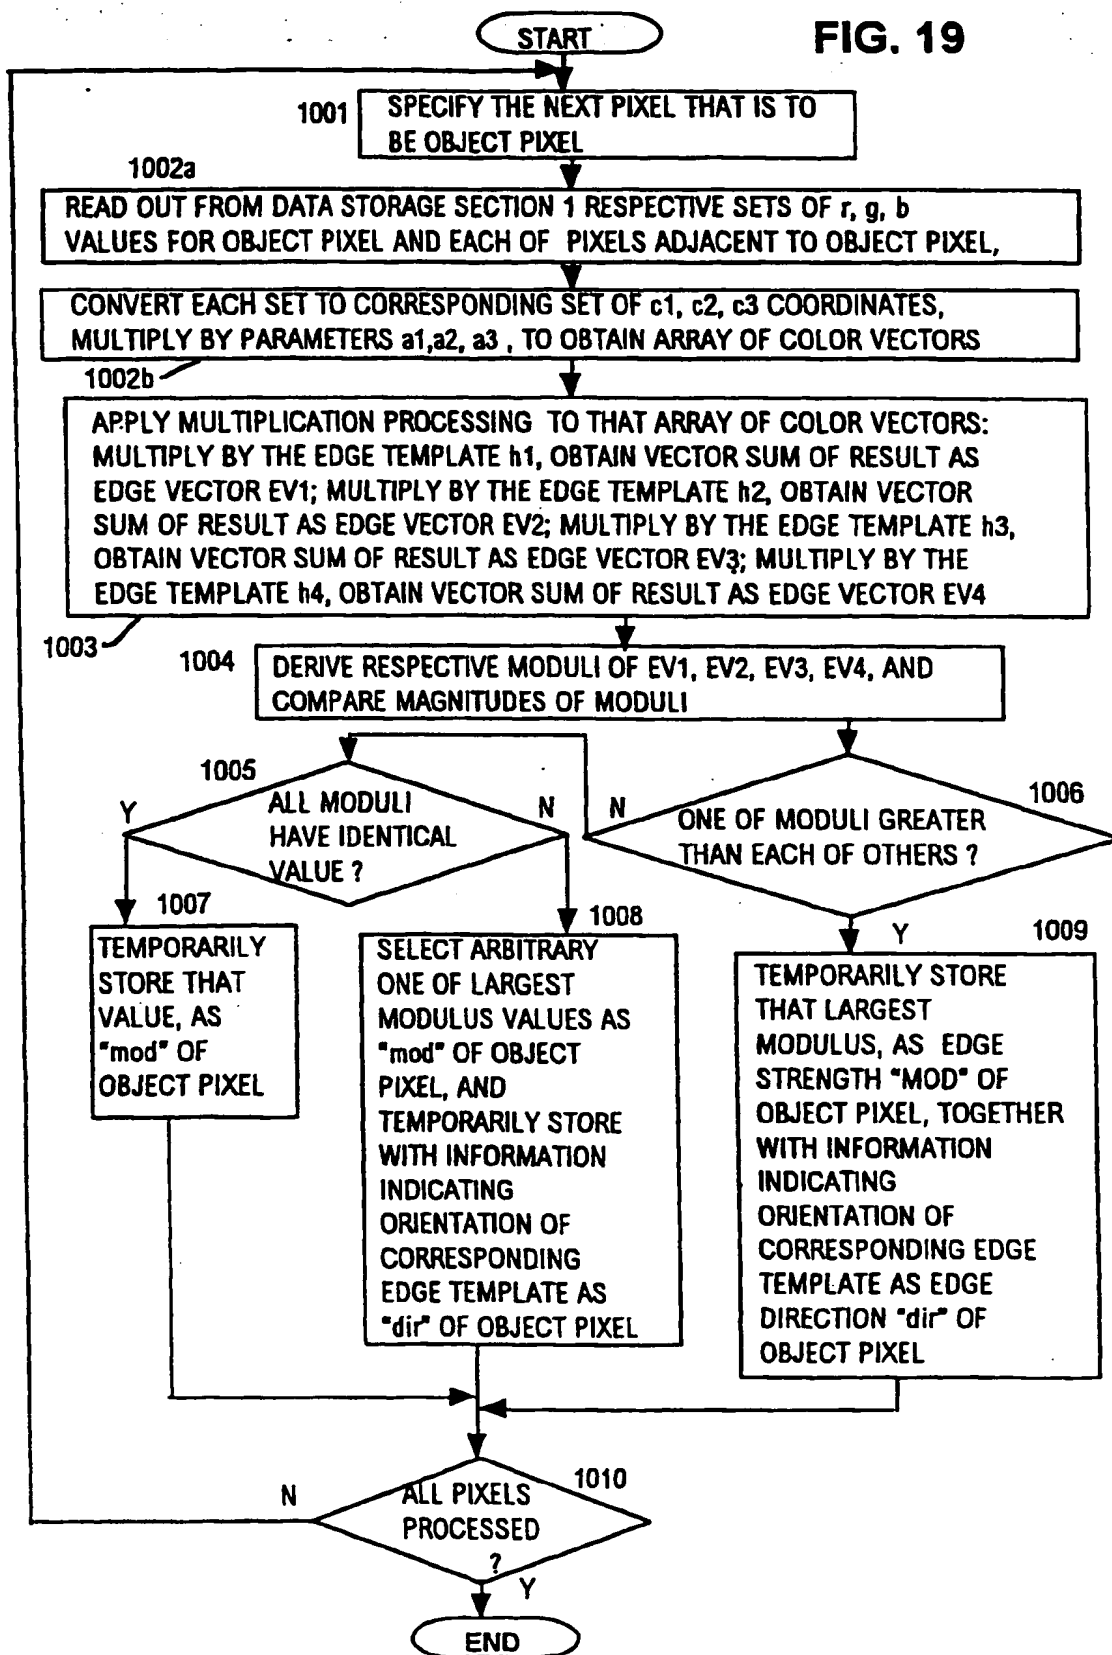 FIG. 19
START
1001
SPECIFY THE NEXT PIXEL THAT IS TO
BE OBJECT PIXEL
1002a
READ OUT FROM DATA STORAGE SECTION 1 RESPECTIVE SETS OF r, g, b
VALUES FOR OBJECT PIXEL AND EACH OF PIXELS ADJACENT TO OBJECT PIXEL,
CONVERT EACH SET TO CORRESPONDING SET OF c1, c2, c3 COORDINATES,
MULTIPLY BY PARAMETERS a1,a2, a3 , TO OBTAIN ARRAY OF COLOR VECTORS
1002b
APPLY MULTIPLICATION PROCESSING TO THAT ARRAY OF COLOR VECTORS:
MULTIPLY BY THE EDGE TEMPLATE h1, OBTAIN VECTOR SUM OF RESULT AS
EDGE VECTOR EV1; MULTIPLY BY THE EDGE TEMPLATE h2, OBTAIN VECTOR
SUM OF RESULT AS EDGE VECTOR EV2; MULTIPLY BY THE EDGE TEMPLATE h3,
OBTAIN VECTOR SUM OF RESULT AS EDGE VECTOR EV3; MULTIPLY BY THE
EDGE TEMPLATE h4, OBTAIN VECTOR SUM OF RESULT AS EDGE VECTOR EV4
1003
1004
DERIVE RESPECTIVE MODULI OF EV1, EV2, EV3, EV4, AND
COMPARE MAGNITUDES OF MODULI
1005
Y
ALL MODULI
HAVE IDENTICAL
VALUE ?
N
N
1006
ONE OF MODULI GREATER
THAN EACH OF OTHERS ?
Y
1007
TEMPORARILY
STORE THAT
VALUE, AS
"mod" OF
OBJECT PIXEL
1008
SELECT ARBITRARY
ONE OF LARGEST
MODULUS VALUES AS
"mod" OF OBJECT
PIXEL, AND
TEMPORARILY STORE
WITH INFORMATION
INDICATING
ORIENTATION OF
CORRESPONDING
EDGE TEMPLATE AS
"dir" OF OBJECT PIXEL
1009
TEMPORARILY STORE
THAT LARGEST
MODULUS, AS EDGE
STRENGTH "MOD" OF
OBJECT PIXEL, TOGETHER
WITH INFORMATION
INDICATING
ORIENTATION OF
CORRESPONDING EDGE
TEMPLATE AS EDGE
DIRECTION "dir" OF
OBJECT PIXEL
1010
N
ALL PIXELS
PROCESSED
?
Y
END